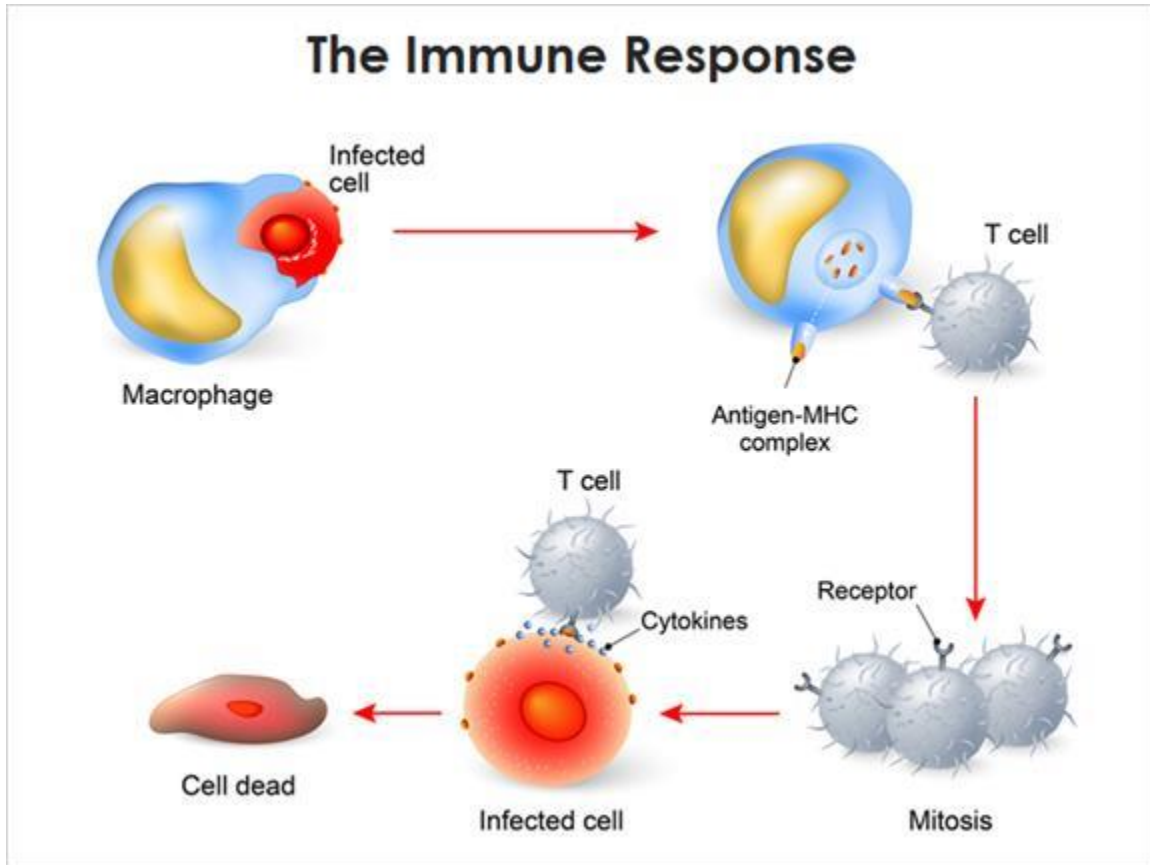 The Immune Response
Infected
cell
Macrophage
T cell
Antigen-MHC
complex
T cell
Receptor
Cytokines
Cell dead
Infected cell
Mitosis